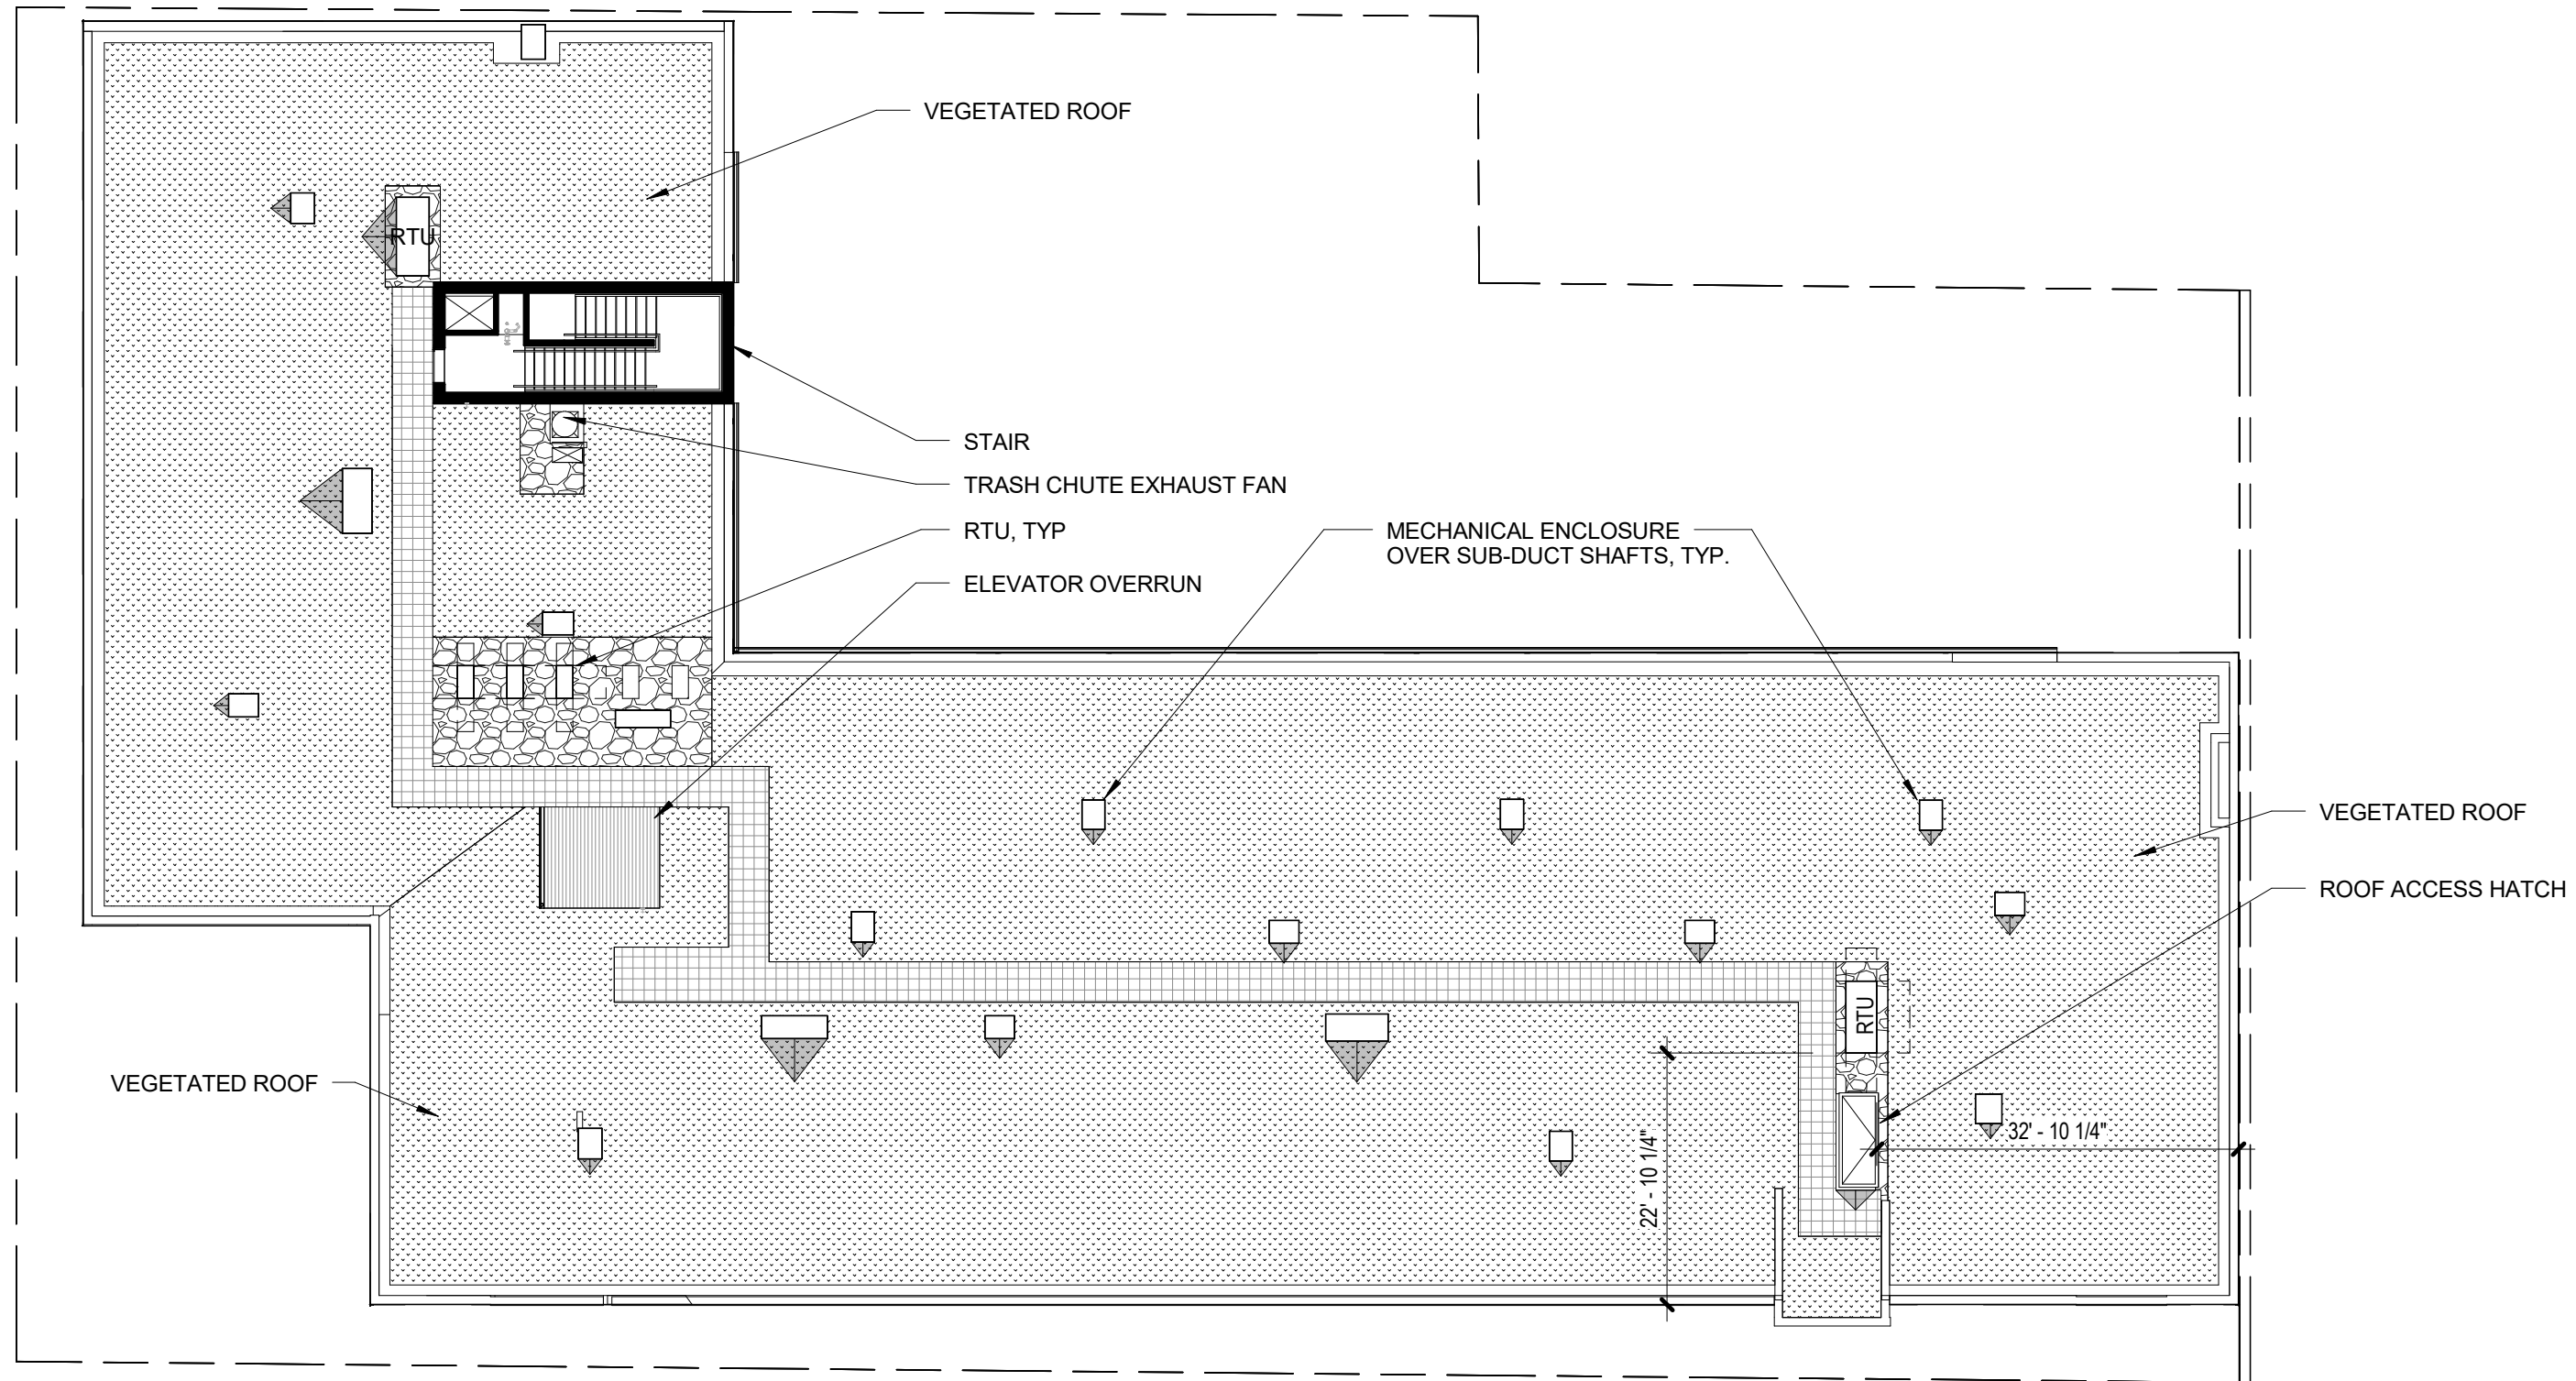 VEGETATED ROOF
RTU
STAIR
TRASH CHUTE EXHAUST FAN
RTU, TYP
ELEVATOR OVERRUN
MECHANICAL ENCLOSURE
OVER SUB-DUCT SHAFTS, TYP.
VEGETATED ROOF
ROOF ACCESS HATCH
RTU
VEGETATED ROOF
32' - 10 1/4"
22' - 10 1/4"